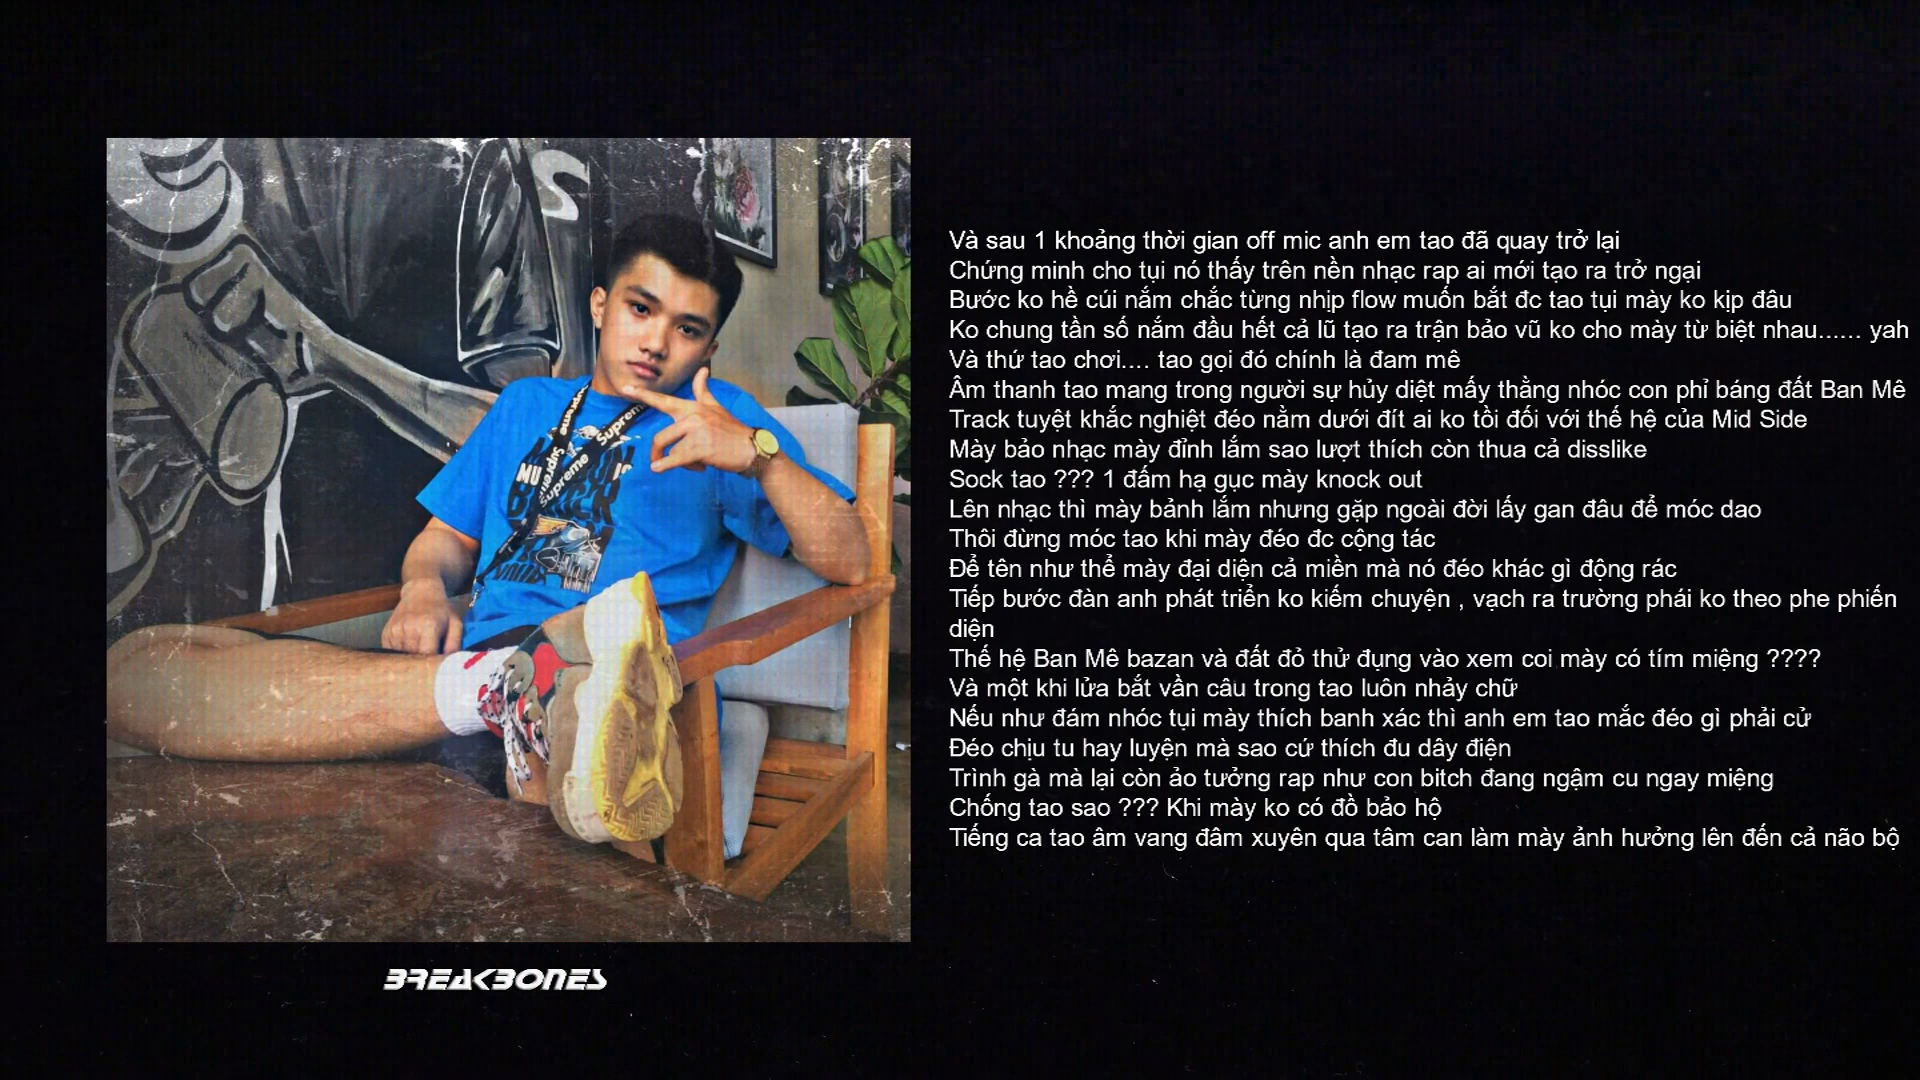 Và sau 1 khoảng thời gian off mic anh em tao đã quay trở lại
Chứng minh cho tụi nó thấy trên nền nhạc rap ai mới tạo ra trở ngại
Bước ko hề cúi nắm chắc từng nhịp flow muốn bắt đc tao tụi mày ko kịp đâu
Ko chung tần số nắm đầu hết cả lũ tạo ra trận bảo vũ ko cho mày từ biệt nhau...... yah
Và thứ tao chơi.... tao gọi đó chính là đam mê
Âm thanh tao mang trong người sự hủy diệt mấy thằng nhóc con phỉ báng đất Ban Mê
Track tuyệt khắc nghiệt đéo nằm dưới đít ai ko tồi đối với thế hệ của Mid Side
Mày bảo nhạc mày đỉnh lắm sao lượt thích còn thua cả disslike
Sock tao ??? 1 đấm hạ gục mày knock out
Lên nhạc thì mày bảnh lắm nhưng gặp ngoài đời lấy gan đâu để móc dao
Thôi đừng móc tao khi mày đéo đc cộng tác
Để tên như thể mày đại diện cả miền mà nó đéo khác gì động rác
Tiếp bước đàn anh phát triển ko kiếm chuyện , vạch ra trường phái ko theo phe phiến
diện
Thế hệ Ban Mê bazan và đất đỏ thử đụng vào xem coi mày có tím miệng ????
Và một khi lửa bắt vần câu trong tao luôn nhảy chữ
Nếu như đám nhóc tụi mày thích banh xác thì anh em tao mắc đéo gì phải cử
Đéo chịu tu hay luyện mà sao cứ thích đu dây điện
Trình gà mà lại còn ảo tưởng rap như con bitch đang ngậm cu ngay miệng
Chống tao sao ??? Khi mày ko có đồ bảo hộ
Tiếng ca tao âm vang đâm xuyên qua tâm can làm mày ảnh hưởng lên đến cả não bộ
Supreme
Supreme
Supreme
BREAKBONES